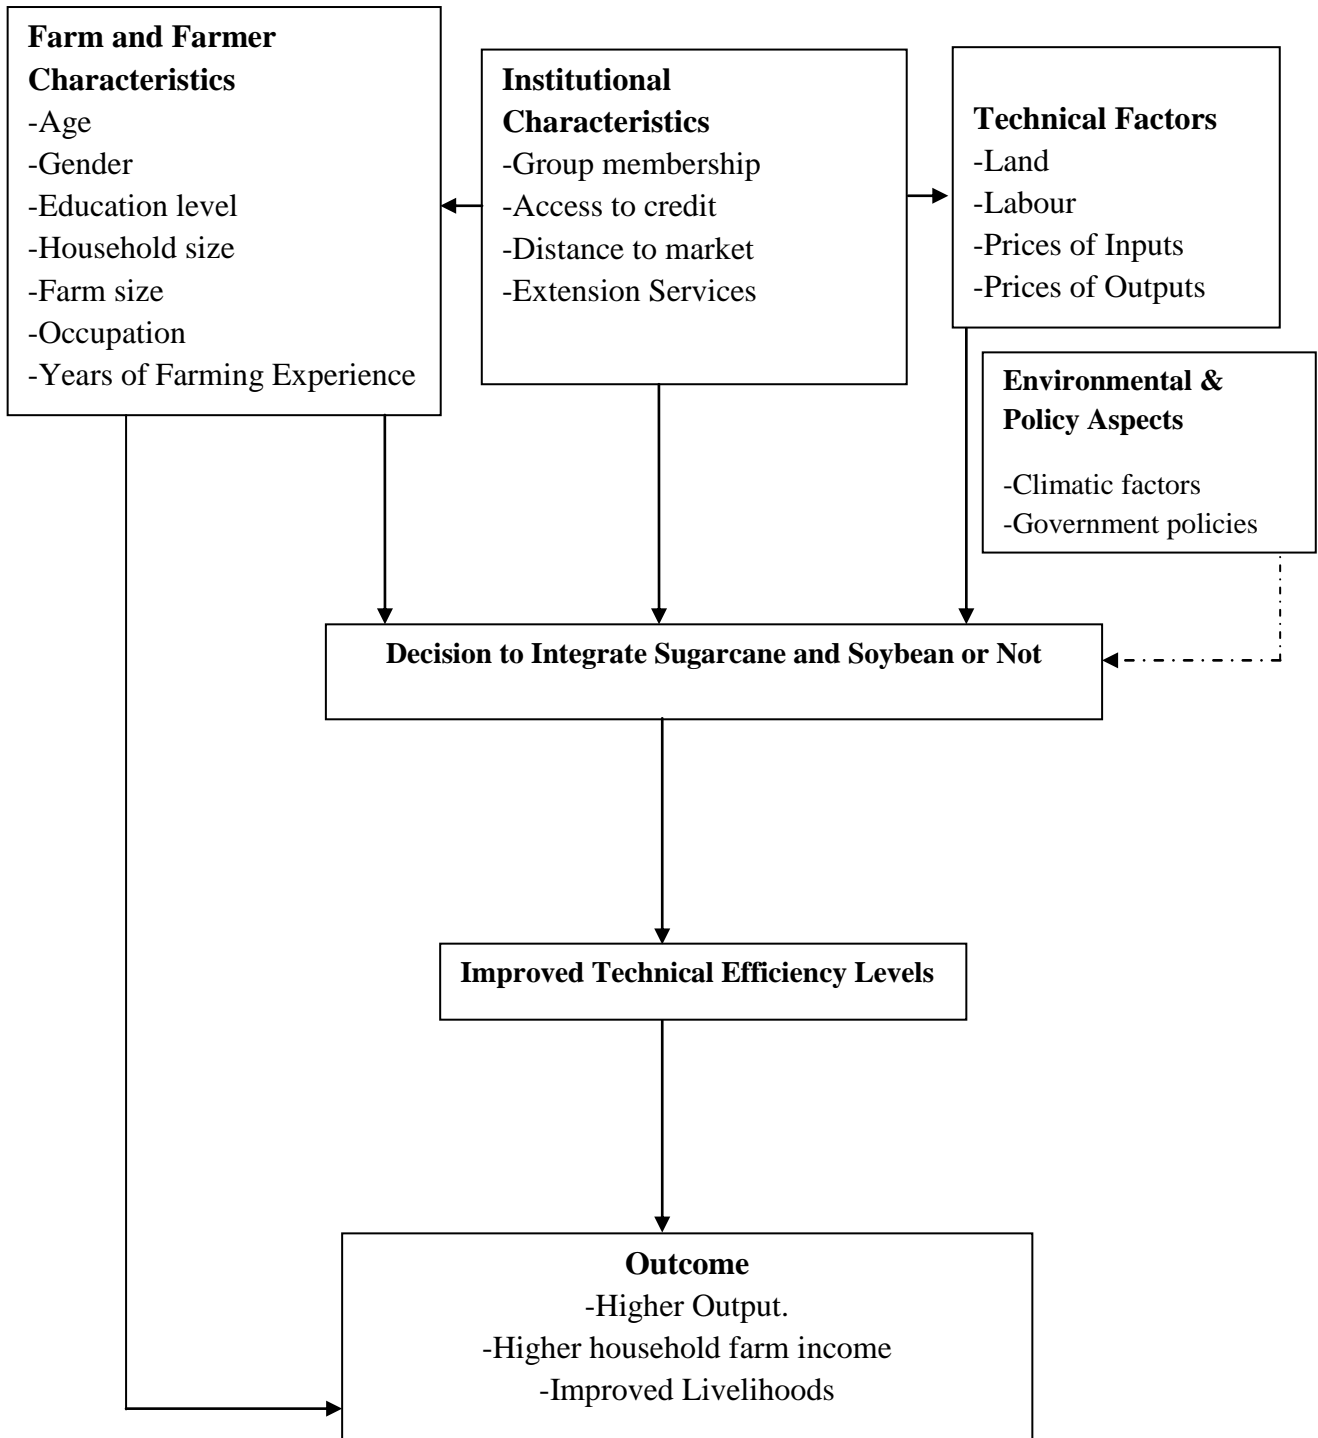 Farm and Farmer
Characteristics
-Age
-Gender
-Education level
-Household size
-Farm size
-Occupation
-Years of Farming Experience
Institutional
Characteristics
-Group membership
-Access to credit
-Distance to market
-Extension Services
Technical Factors
-Land
-Labour
-Prices of Inputs
-Prices of Outputs
Environmental &
Policy Aspects
-Climatic factors
-Government policies
Decision to Integrate Sugarcane and Soybean or Not
Improved Technical Efficiency Levels
Outcome
-Higher Output.
-Higher household farm income
-Improved Livelihoods